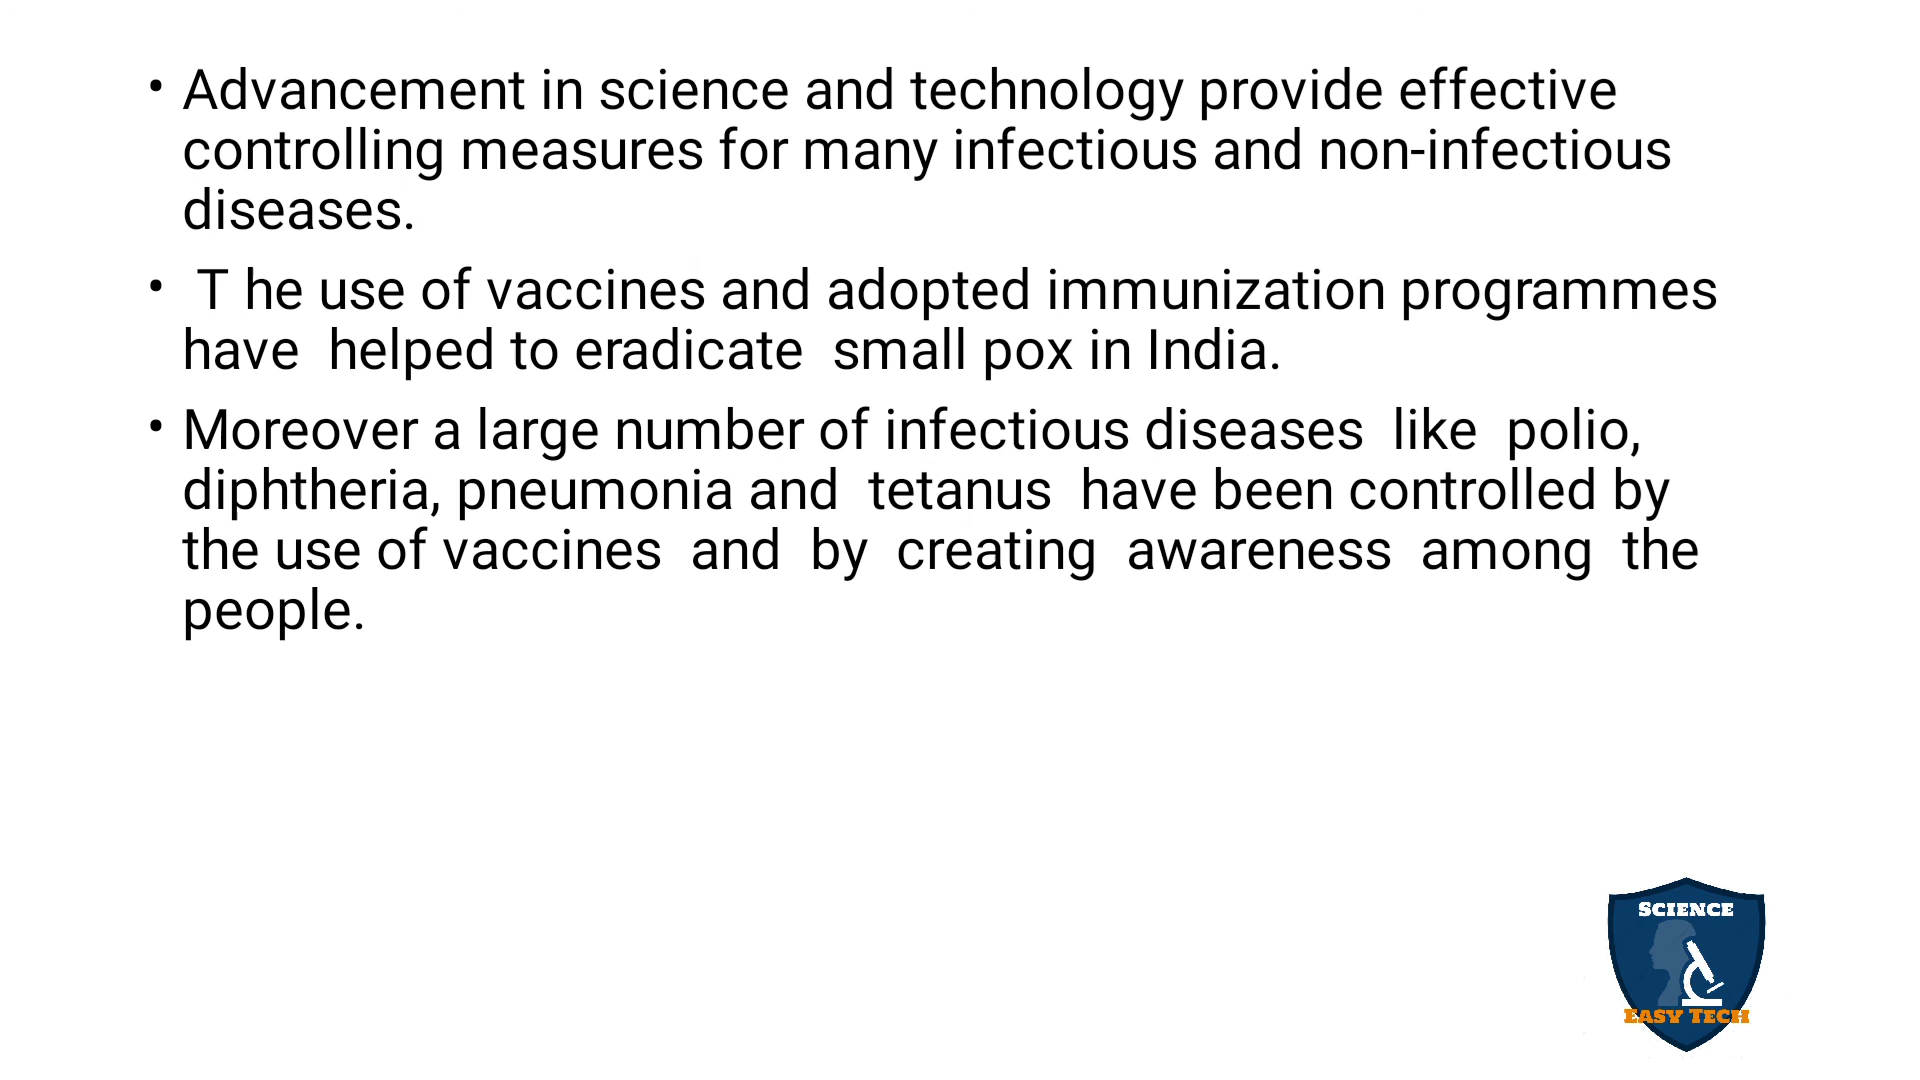 • Advancement in science and technology provide effective
controlling measures for many infectious and non-infectious
diseases.
• T he use of vaccines and adopted immunization programmes
have  helped to eradicate  small pox in India.
• Moreover a large number of infectious diseases  like  polio,
diphtheria, pneumonia and  tetanus  have been controlled by
the use of vaccines  and  by  creating  awareness  among  the
people.
SCIENCE
EASY TECH